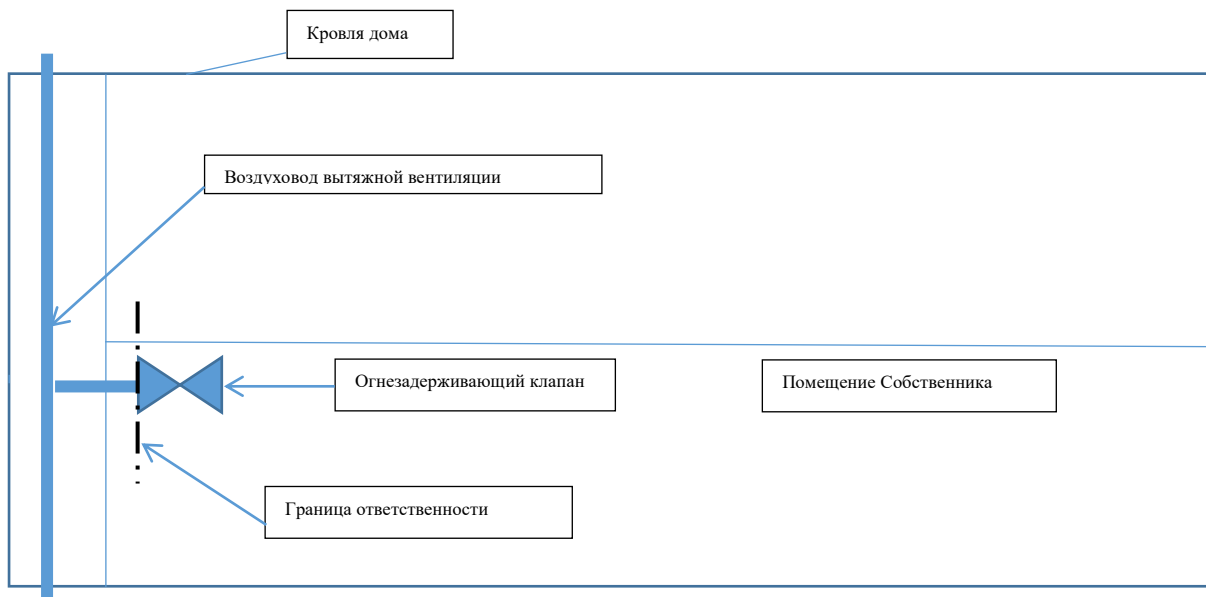 Кровля дома
Воздуховод вытяжной вентиляции
Огнезадерживающий клапан
Помещение Собственника
Граница ответственности